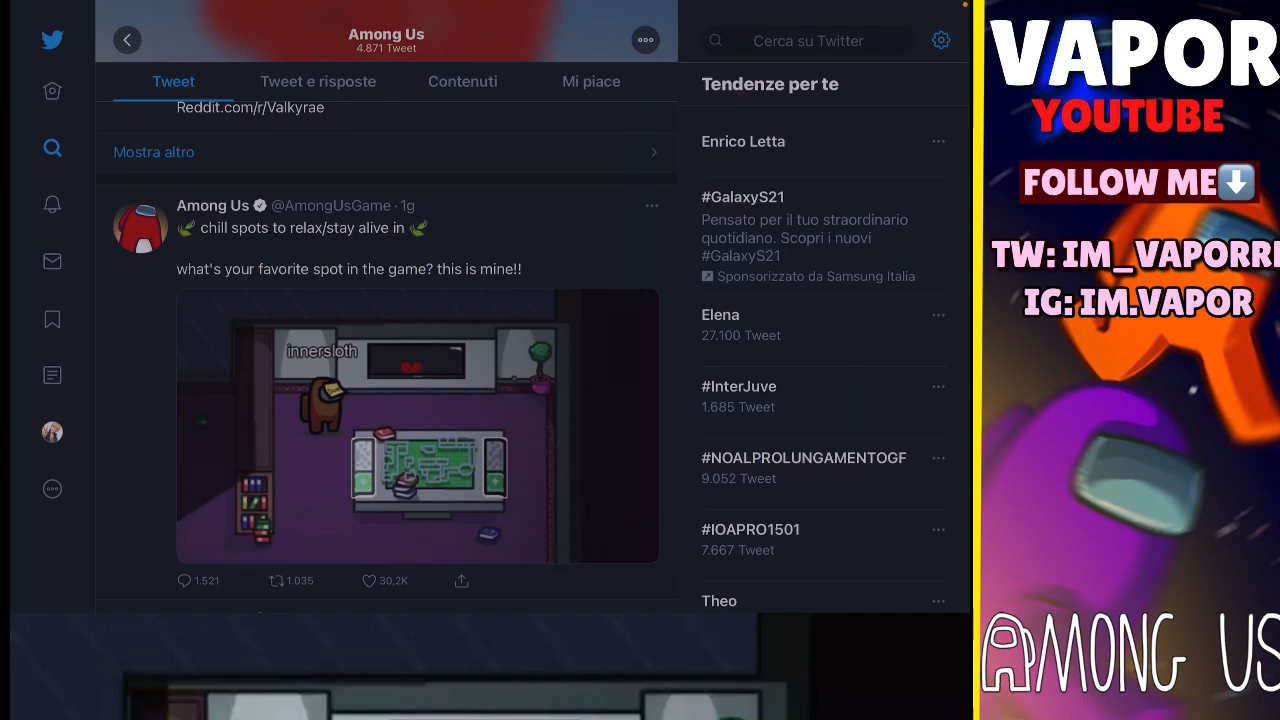 Among Us
4.871 Tweet
Tweet
Tweet e risposte
Contenuti
Mi piace
Reddit.com/r/Valkyrae
Mostra altro
Among Us @AmongUsGame · 1g
🌿 chill spots to relax/stay alive in 🌿
what's your favorite spot in the game? this is mine!!
innersloth
1.521
1.035
30,2K
Cerca su Twitter
Tendenze per te
Enrico Letta
#GalaxyS21
Pensato per il tuo straordinario
quotidiano. Scopri i nuovi
#GalaxyS21
Sponsorizzato da Samsung Italia
Elena
27.100 Tweet
#InterJuve
1.685 Tweet
#NOALPROLUNGAMENTOGF
9.052 Tweet
#IOAPRO1501
7.667 Tweet
Theo
VAPOR
YOUTUBE
FOLLOW ME⬇️
TW: IM_VAPORR
IG: IM.VAPOR
AMONG US